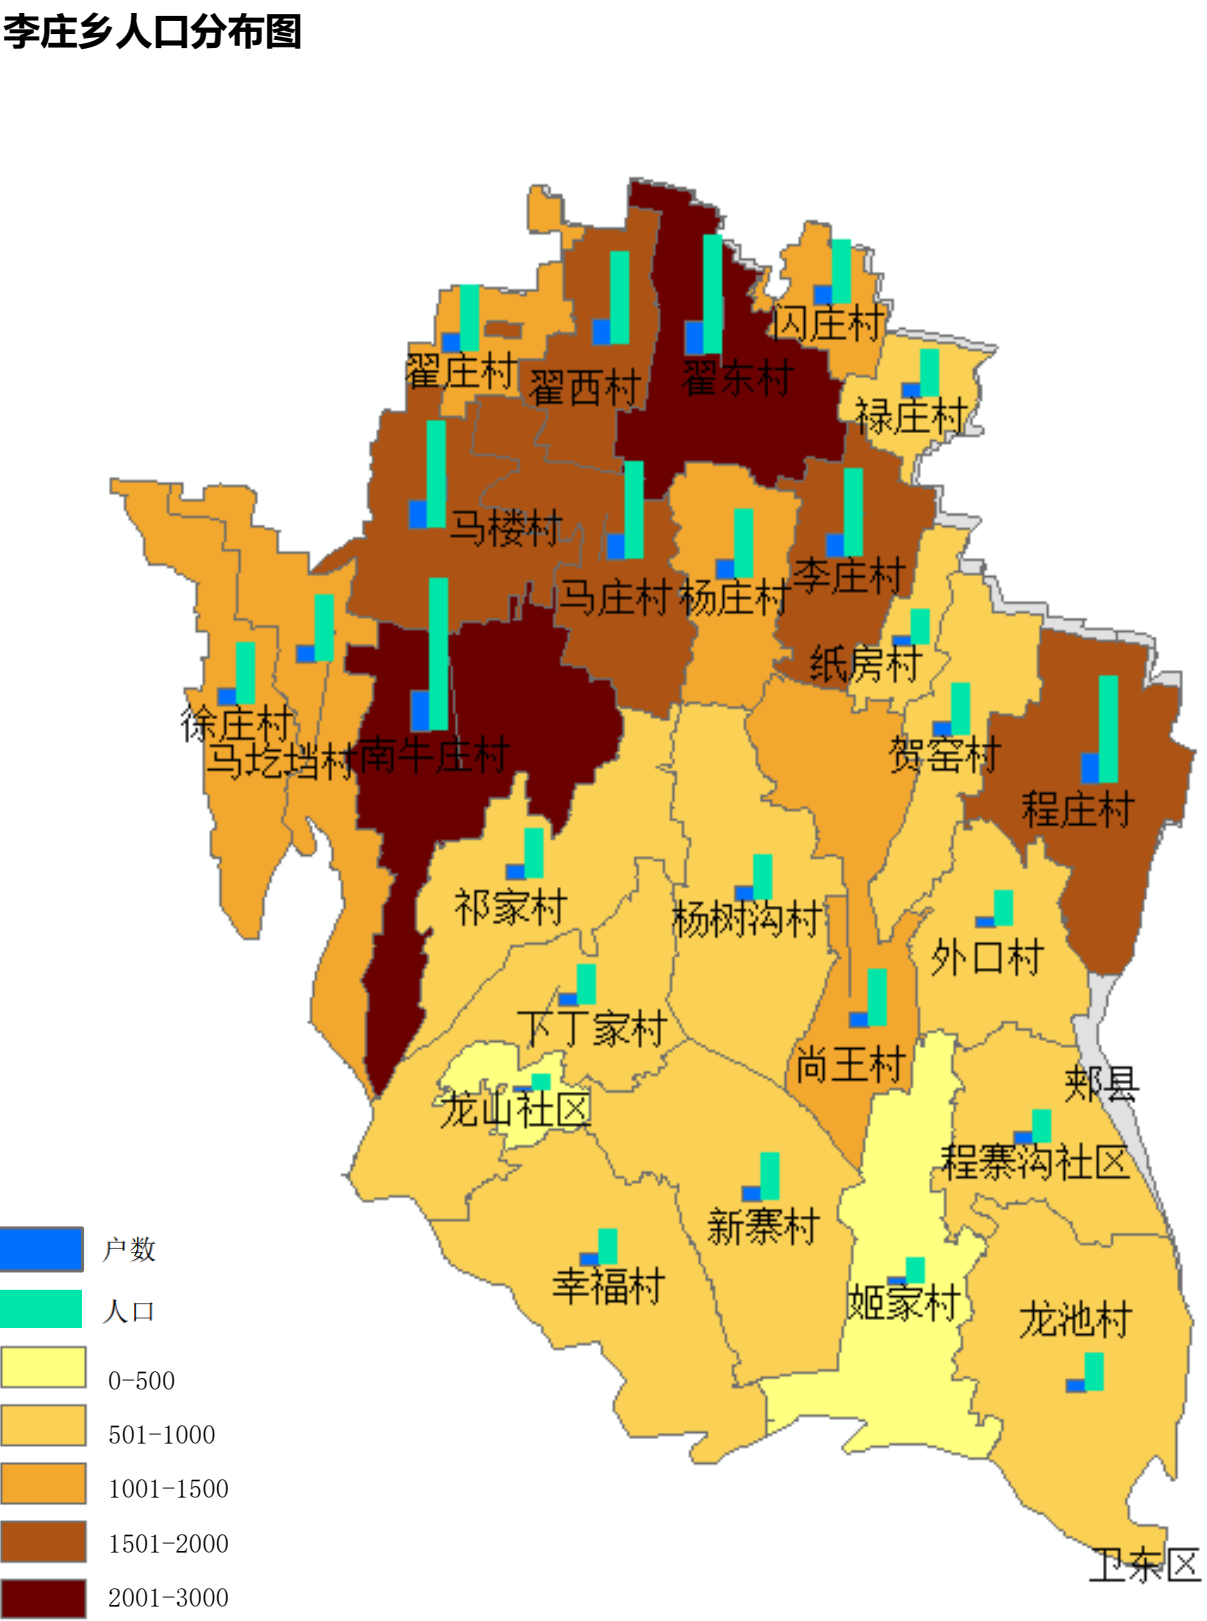 李庄乡人口分布图
闪庄村
翟庄村
翟西村
翟东村
禄庄村
马楼村
马庄村
杨庄村
李庄村
纸房村
徐庄村
马圪垱村
南牛庄村
贺窑村
程庄村
祁家村
杨树沟村
外口村
下丁家村
尚王村
郏县
龙山社区
程寨沟社区
新寨村
幸福村
姬家村
龙池村
卫东区
户数
人口
0-500
501-1000
1001-1500
1501-2000
2001-3000